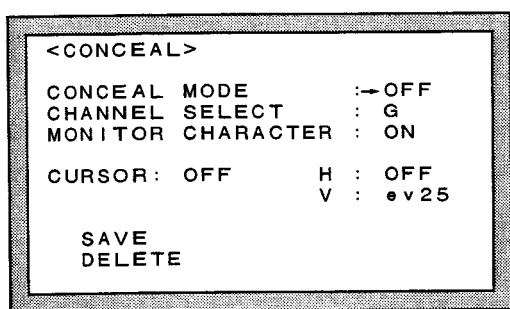 <CONCEAL>
CONCEAL MODE :→OFF
CHANNEL SELECT : G
MONITOR CHARACTER : ON
CURSOR: OFF H : OFF
V : ev25
SAVE
DELETE